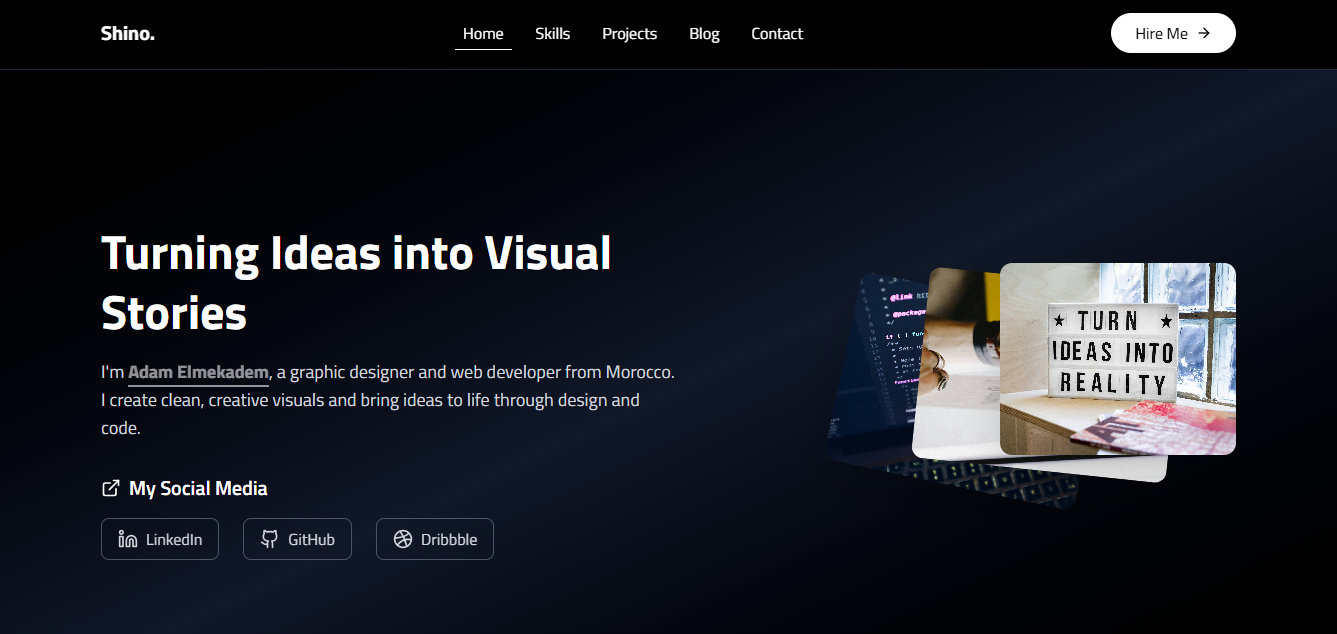 Shino.
Home Skills Projects Blog Contact
Hire Me
Turning Ideas into Visual
Stories
I'm Adam Elmekadem, a graphic designer and web developer from Morocco.
I create clean, creative visuals and bring ideas to life through design and
code.
My Social Media
LinkedIn GitHub Dribbble
@link
@package
TURN
IDEAS INTO
REALITY